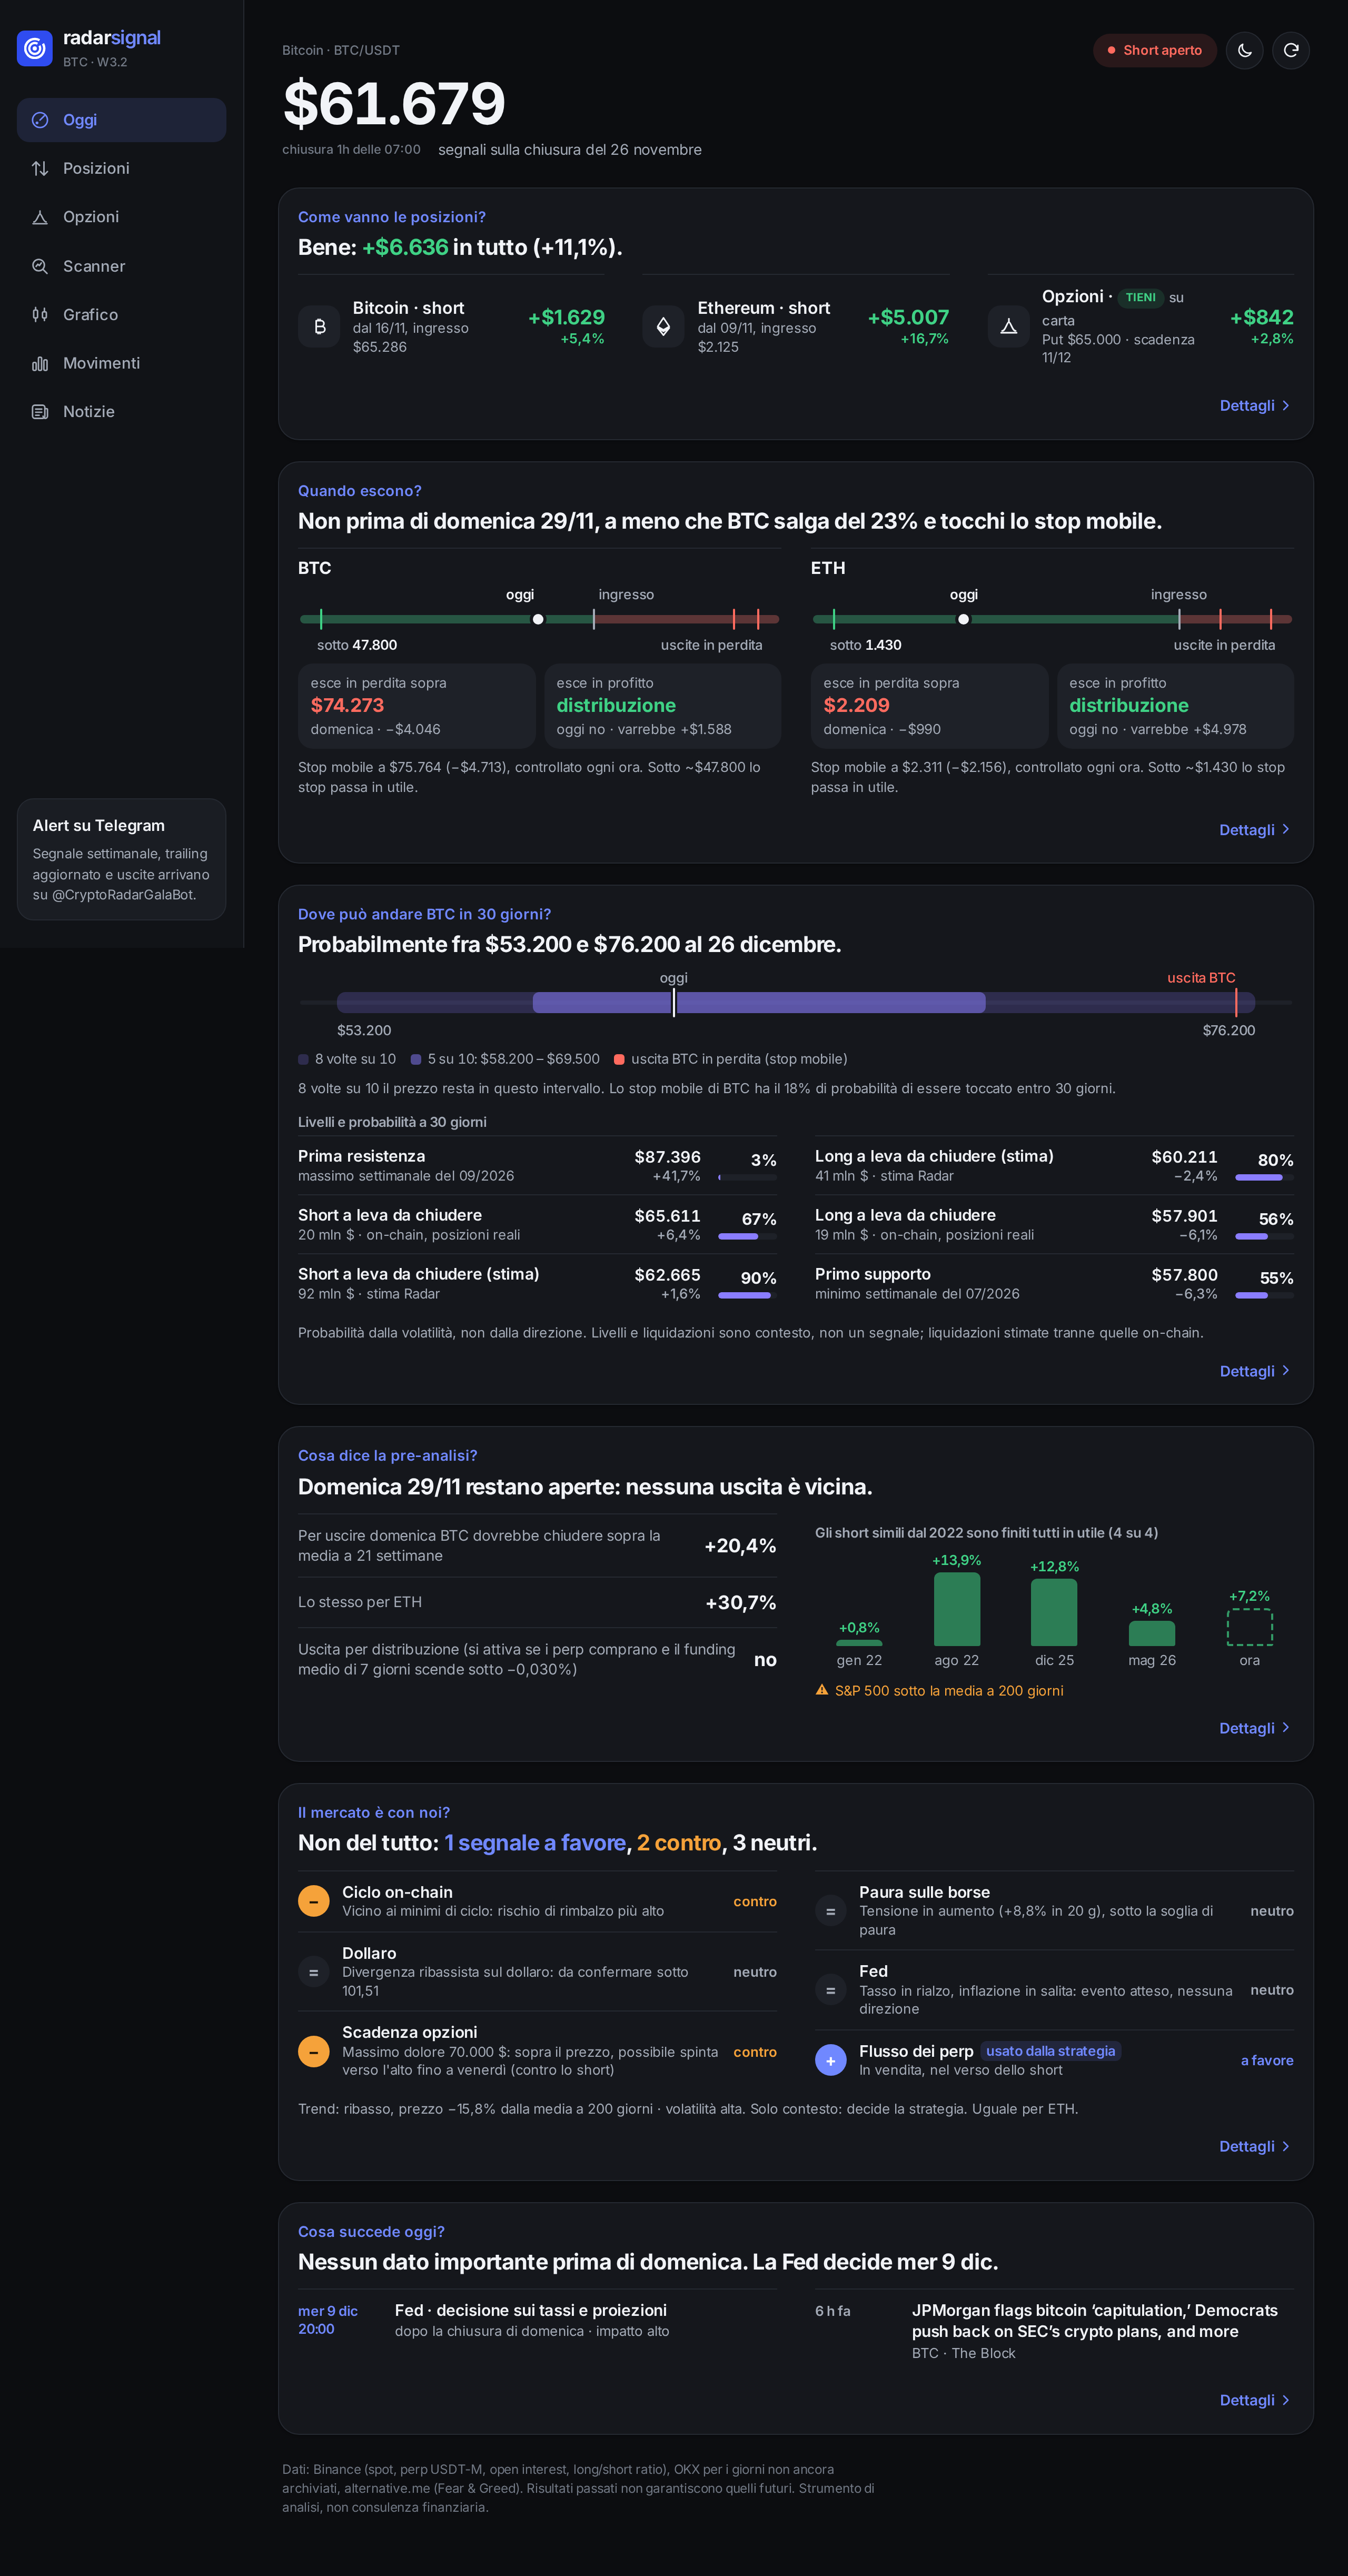 radarsignal
BTC · W3.2
Oggi
Posizioni
Opzioni
Scanner
Grafico
Movimenti
Notizie
Alert su Telegram
Segnale settimanale, trailing
aggiornato e uscite arrivano
su @CryptoRadarGalaBot.
Bitcoin · BTC/USDT
Short aperto
$61.679
chiusura 1h delle 07:00 segnali sulla chiusura del 26 novembre
Come vanno le posizioni?
Bene: +$6.636 in tutto (+11,1%).
Bitcoin · short
dal 16/11, ingresso
$65.286
+$1.629
+5,4%
Ethereum · short
dal 09/11, ingresso
$2.125
+$5.007
+16,7%
Opzioni · TIENI su
carta
Put $65.000 · scadenza
11/12
+$842
+2,8%
Dettagli
Quando escono?
Non prima di domenica 29/11, a meno che BTC salga del 23% e tocchi lo stop mobile.
BTC
oggi ingresso
sotto 47.800 uscite in perdita
esce in perdita sopra
$74.273
domenica · −$4.046
esce in profitto
distribuzione
oggi no · varrebbe +$1.588
Stop mobile a $75.764 (−$4.713), controllato ogni ora. Sotto ~$47.800 lo
stop passa in utile.
ETH
oggi ingresso
sotto 1.430 uscite in perdita
esce in perdita sopra
$2.209
domenica · −$990
esce in profitto
distribuzione
oggi no · varrebbe +$4.978
Stop mobile a $2.311 (−$2.156), controllato ogni ora. Sotto ~$1.430 lo stop
passa in utile.
Dettagli
Dove può andare BTC in 30 giorni?
Probabilmente fra $53.200 e $76.200 al 26 dicembre.
oggi uscita BTC
$53.200 $76.200
8 volte su 10 5 su 10: $58.200 – $69.500 uscita BTC in perdita (stop mobile)
8 volte su 10 il prezzo resta in questo intervallo. Lo stop mobile di BTC ha il 18% di probabilità di essere toccato entro 30 giorni.
Livelli e probabilità a 30 giorni
Prima resistenza $87.396 3%
massimo settimanale del 09/2026 +41,7%
Short a leva da chiudere $65.611 67%
20 mln $ · on-chain, posizioni reali +6,4%
Short a leva da chiudere (stima) $62.665 90%
92 mln $ · stima Radar +1,6%
Long a leva da chiudere (stima) $60.211 80%
41 mln $ · stima Radar −2,4%
Long a leva da chiudere $57.901 56%
19 mln $ · on-chain, posizioni reali −6,1%
Primo supporto $57.800 55%
minimo settimanale del 07/2026 −6,3%
Probabilità dalla volatilità, non dalla direzione. Livelli e liquidazioni sono contesto, non un segnale; liquidazioni stimate tranne quelle on-chain.
Dettagli
Cosa dice la pre-analisi?
Domenica 29/11 restano aperte: nessuna uscita è vicina.
Per uscire domenica BTC dovrebbe chiudere sopra la
media a 21 settimane
+20,4%
Lo stesso per ETH +30,7%
Uscita per distribuzione (si attiva se i perp comprano e il funding
medio di 7 giorni scende sotto −0,030%)
no
Gli short simili dal 2022 sono finiti tutti in utile (4 su 4)
+0,8% +13,9% +12,8% +4,8% +7,2%
gen 22 ago 22 dic 25 mag 26 ora
S&P 500 sotto la media a 200 giorni
Dettagli
Il mercato è con noi?
Non del tutto: 1 segnale a favore, 2 contro, 3 neutri.
Ciclo on-chain
Vicino ai minimi di ciclo: rischio di rimbalzo più alto
contro
Dollaro
Divergenza ribassista sul dollaro: da confermare sotto
101,51
neutro
Scadenza opzioni
Massimo dolore 70.000 $: sopra il prezzo, possibile spinta
verso l'alto fino a venerdì (contro lo short)
contro
Paura sulle borse
Tensione in aumento (+8,8% in 20 g), sotto la soglia di
paura
neutro
Fed
Tasso in rialzo, inflazione in salita: evento atteso, nessuna
direzione
neutro
Flusso dei perp usato dalla strategia
In vendita, nel verso dello short
a favore
Trend: ribasso, prezzo −15,8% dalla media a 200 giorni · volatilità alta. Solo contesto: decide la strategia. Uguale per ETH.
Dettagli
Cosa succede oggi?
Nessun dato importante prima di domenica. La Fed decide mer 9 dic.
mer 9 dic
20:00
Fed · decisione sui tassi e proiezioni
dopo la chiusura di domenica · impatto alto
6 h fa
JPMorgan flags bitcoin ‘capitulation,’ Democrats
push back on SEC’s crypto plans, and more
BTC · The Block
Dettagli
Dati: Binance (spot, perp USDT-M, open interest, long/short ratio), OKX per i giorni non ancora
archiviati, alternative.me (Fear & Greed). Risultati passati non garantiscono quelli futuri. Strumento di
analisi, non consulenza finanziaria.